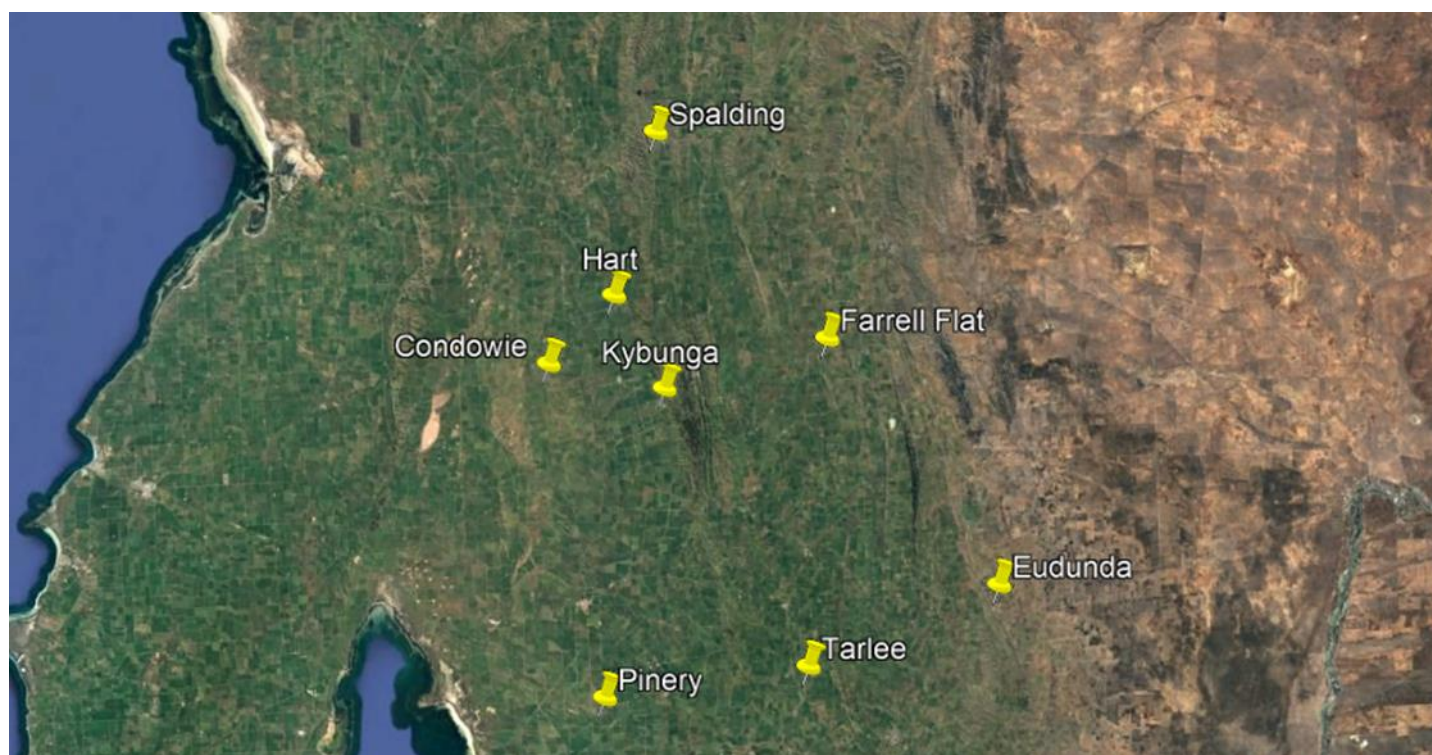 Spalding
Hart
Farrell Flat
Condowie
Kybunga
Eudunda
Tarlee
Pinery